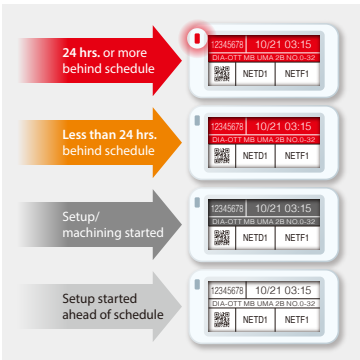 24 hrs. or more
behind schedule
12345678 10/21 03:15
DIA-OTT MB UMA 2B NO.0-32
NETD1 NETF1
Less than 24 hrs.
behind schedule
12345678 10/21 03:15
DIA-OTT MB UMA 2B NO.0-32
NETD1 NETF1
Setup/
machining started
12345678 10/21 03:15
DIA-OTT MB UMA 2B NO.0-32
NETD1 NETF1
Setup started
ahead of schedule
12345678 10/21 03:15
DIA-OTT MB UMA 2B NO.0-32
NETD1 NETF1